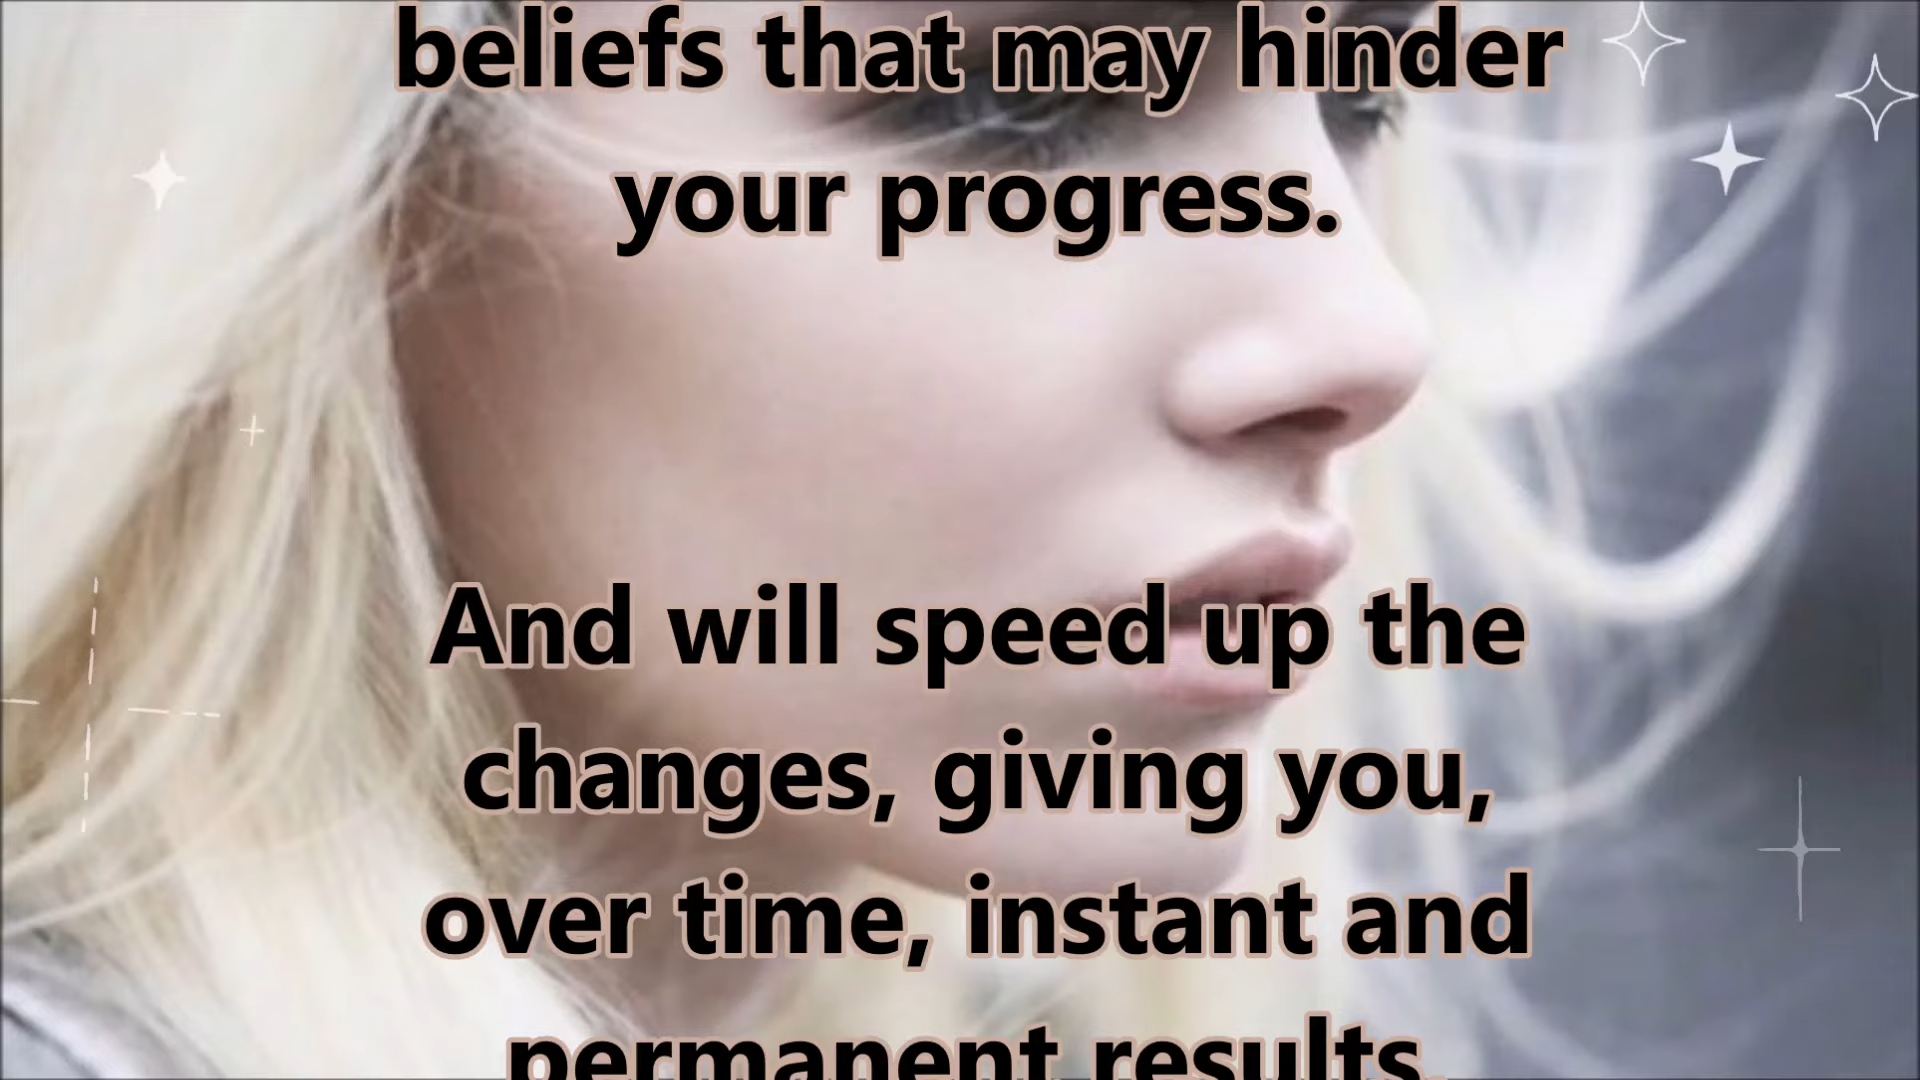 beliefs that may hinder
your progress.
And will speed up the
changes, giving you,
over time, instant and
permanent results.